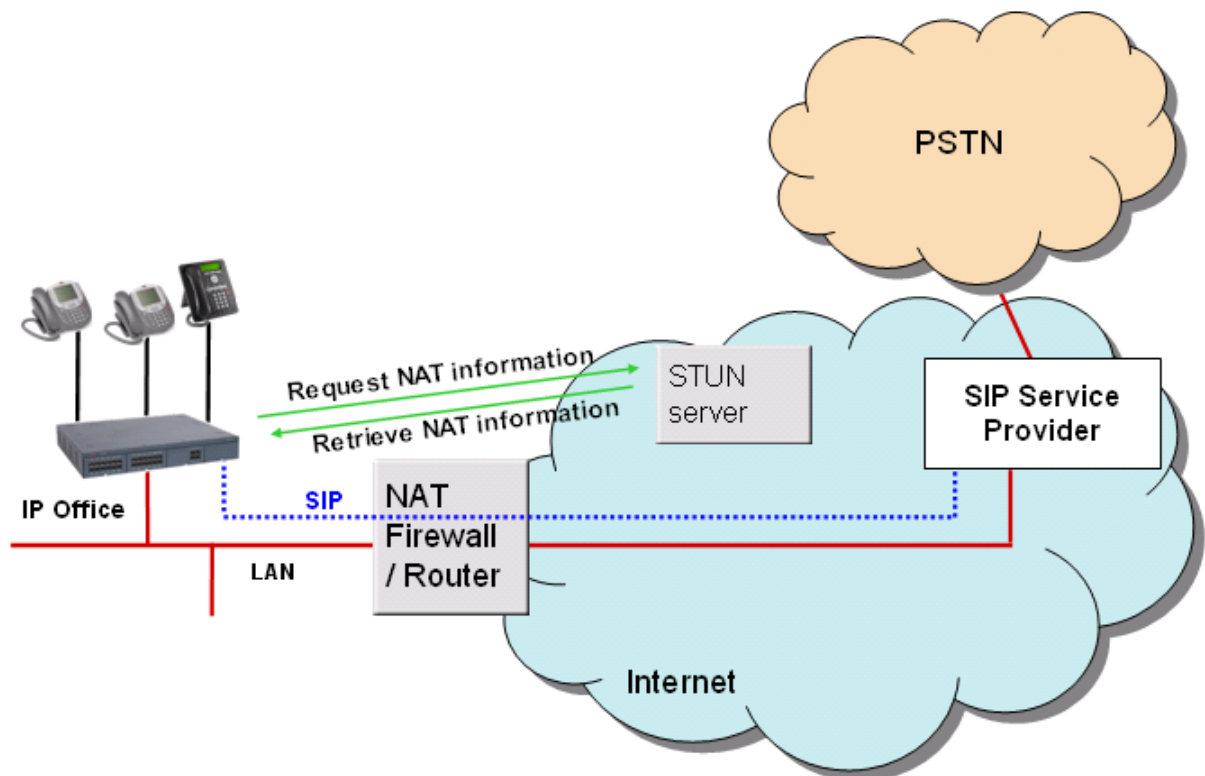 PSTN
Request NAT information
Retrieve NAT information
STUN
server
SIP Service
Provider
IP Office
SIP
NAT
Firewall
/ Router
LAN
Internet